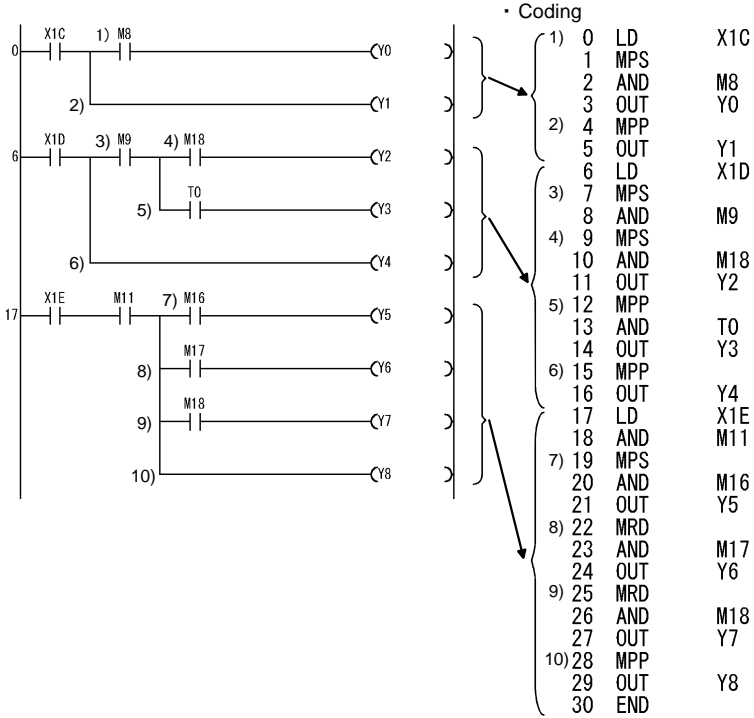 ・ Coding
X1C 1) M8
0 Y0
2) Y1
X1D 3) M9 4) M18
6 Y2
T0
5) Y3
6) Y4
X1E M11 7) M16
17 Y5
M17
8) Y6
M18
9) Y7
10) Y8
1) 0 LD X1C
1 MPS
2 AND M8
3 OUT Y0
2) 4 MPP
5 OUT Y1
6 LD X1D
3) 7 MPS
8 AND M9
4) 9 MPS
10 AND M18
11 OUT Y2
5) 12 MPP
13 AND T0
14 OUT Y3
6) 15 MPP
16 OUT Y4
17 LD X1E
18 AND M11
7) 19 MPS
20 AND M16
21 OUT Y5
8) 22 MRD
23 AND M17
24 OUT Y6
9) 25 MRD
26 AND M18
27 OUT Y7
10) 28 MPP
29 OUT Y8
30 END